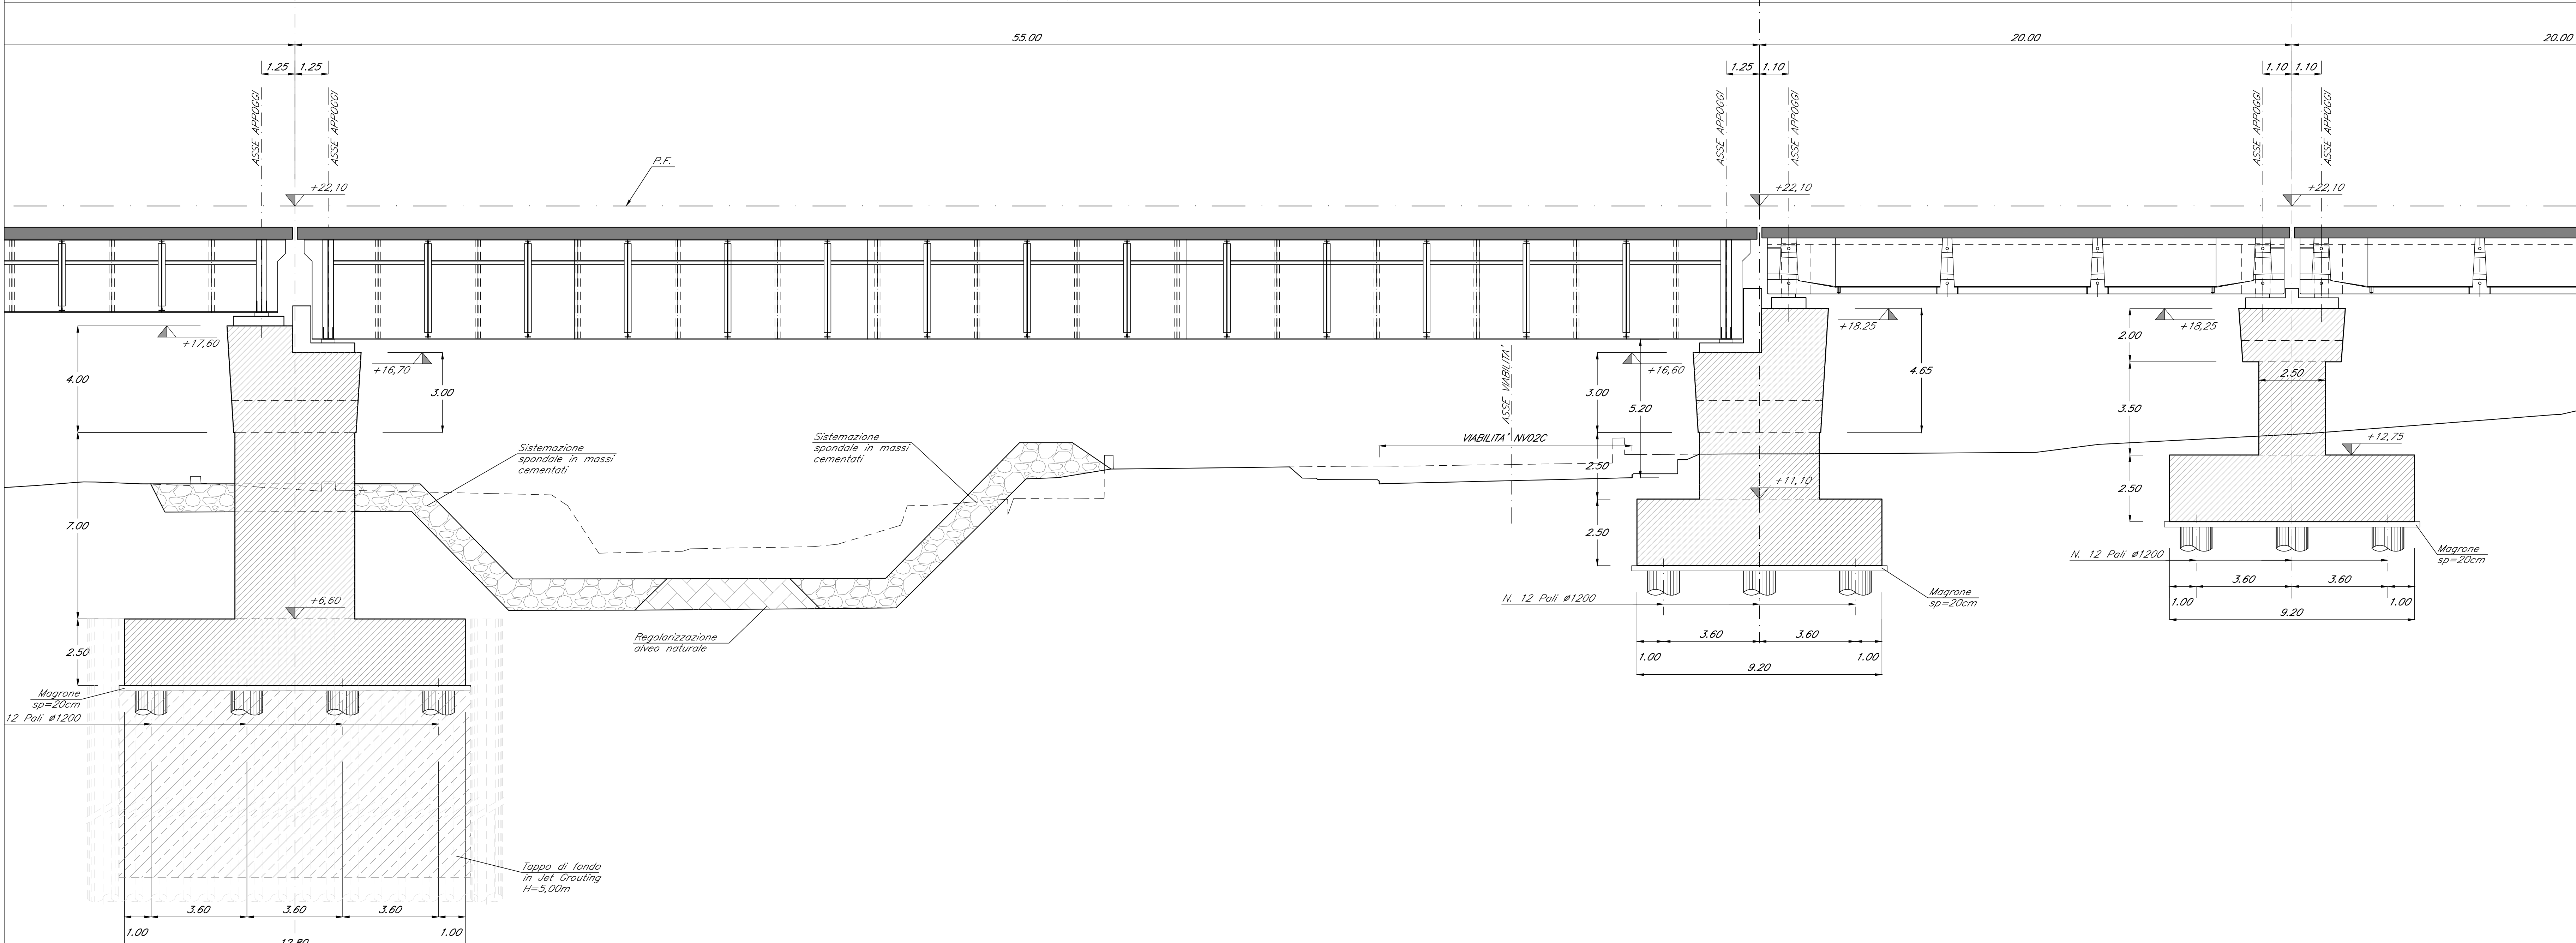 55.00
20.00
20.00
1.25
1.25
1.25
1.10
1.10
1.10
ASSE APPOGGI
ASSE APPOGGI
ASSE APPOGGI
ASSE APPOGGI
ASSE APPOGGI
ASSE APPOGGI
P.F.
+22,10
+22,10
+22,10
+17,60
+16,70
+16,60
+18.25
+18,25
4.00
3.00
3.00
5.20
4.65
2.00
2.50
3.50
ASSE VIABILITA'
VIABILITA' NV02C
Sistemazione
spondale in massi
cementati
Sistemazione
spondale in massi
cementati
+12,75
2.50
2.50
7.00
+11,10
2.50
N. 12 Pali ø1200
Magrone
sp=20cm
3.60
3.60
1.00
1.00
9.20
N. 12 Pali ø1200
Magrone
sp=20cm
3.60
3.60
1.00
1.00
9.20
+6,60
2.50
Regolarizzazione
alveo naturale
Magrone
sp=20cm
12 Pali ø1200
Tappo di fondo
in Jet Grouting
H=5,00m
3.60
3.60
3.60
1.00
1.00
12.80